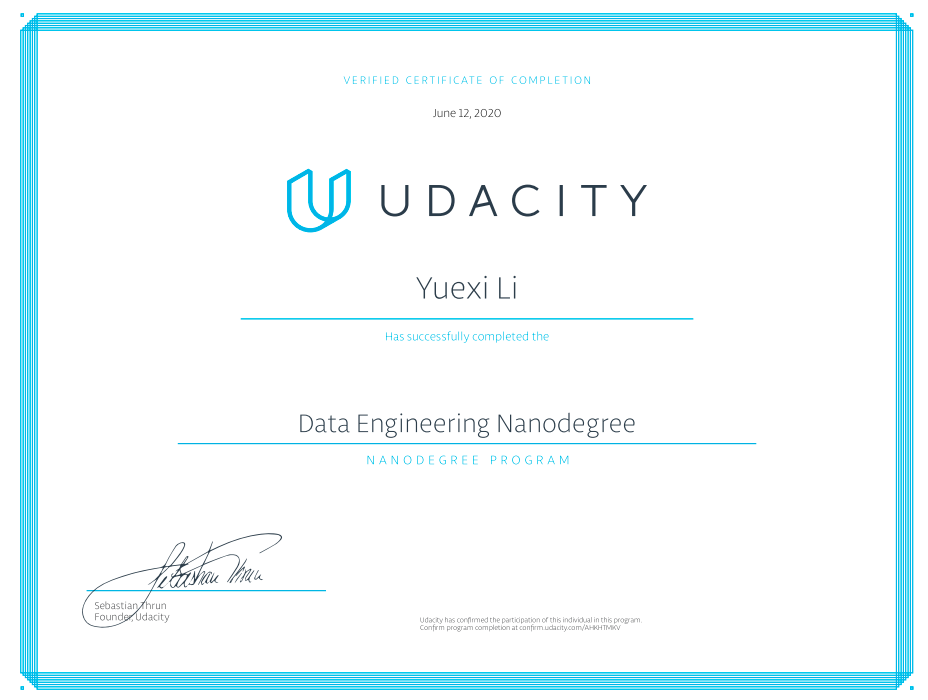 VERIFIED CERTIFICATE OF COMPLETION
June 12, 2020
UDACITY
Yuexi Li
Has successfully completed the
Data Engineering Nanodegree
NANODEGREE PROGRAM
Sebastian Thrun
Sebastian Thrun
Founder, Udacity
Udacity has confirmed the participation of this individual in this program.
Confirm program completion at confirm.udacity.com/AHKHTMKV